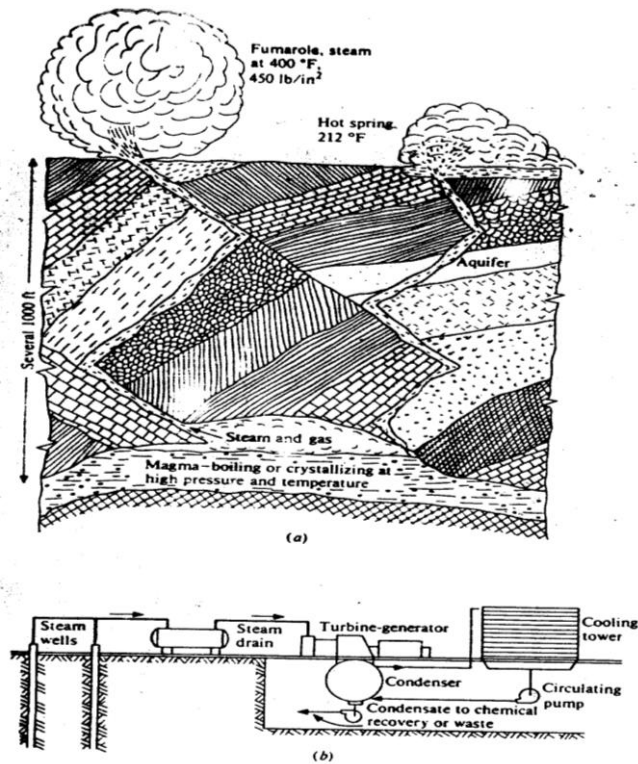 Fumarole, steam
at 400 °F,
450 lb/in²
Hot spring,
212 °F
Several 1000 ft
Aquifer
Steam and gas
Magma–boiling or crystallizing at
high pressure and temperature
(a)
Steam
wells
Steam
drain
Turbine-generator
Cooling
tower
Condenser
Circulating
pump
Condensate to chemical
recovery or waste
(b)